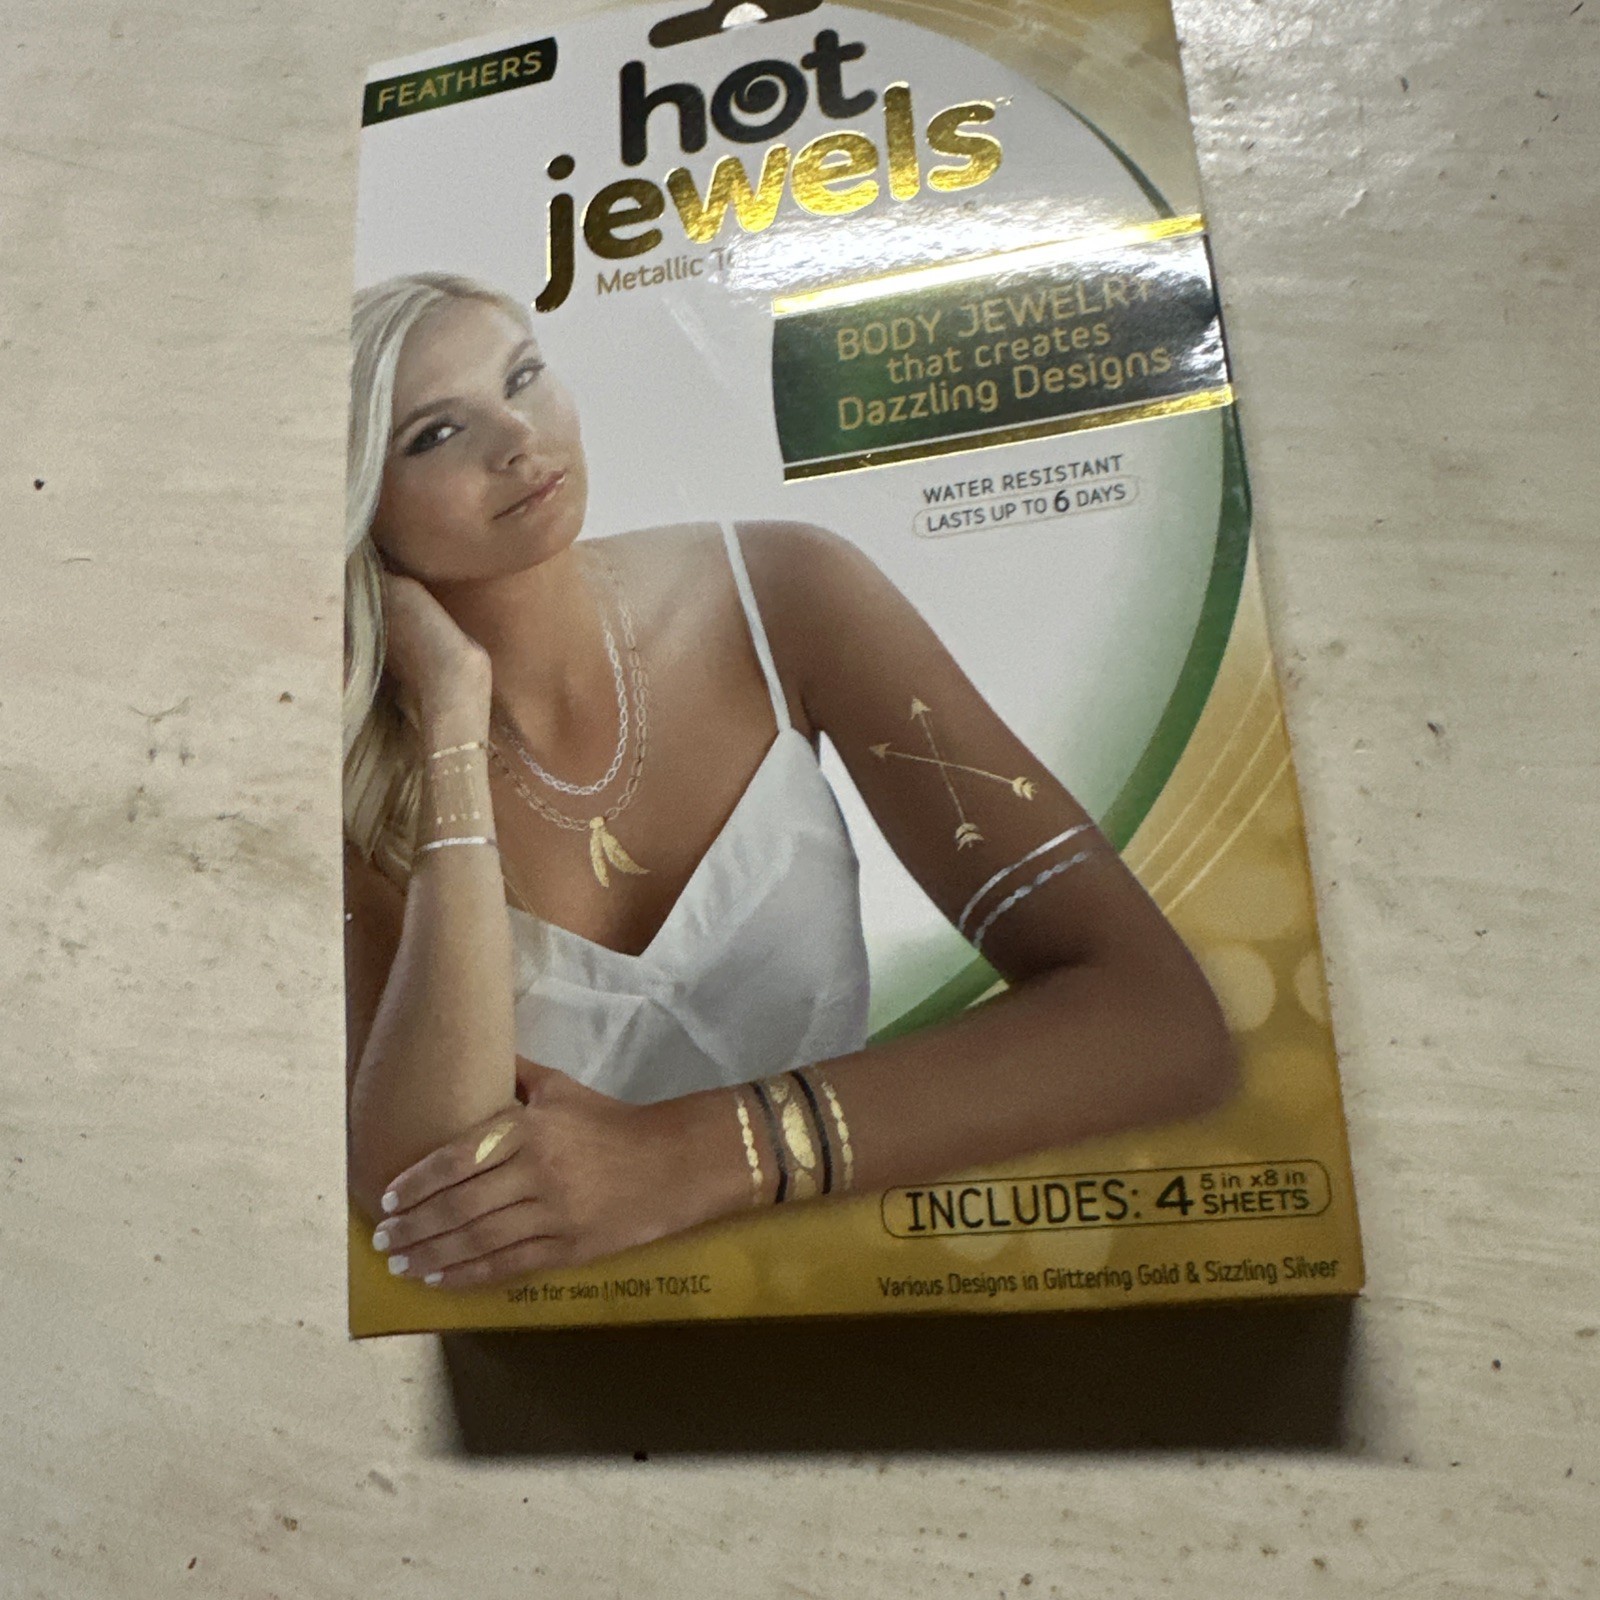 FEATHERS
hot
jewels
Metallic
BODY JEWELRY
that creates
Dazzling Designs
WATER RESISTANT
LASTS UP TO 6 DAYS
INCLUDES: 4 5 in x8 in
SHEETS
safe for skin | NON TOXIC
Various Designs in Glittering Gold & Sizzling Silver